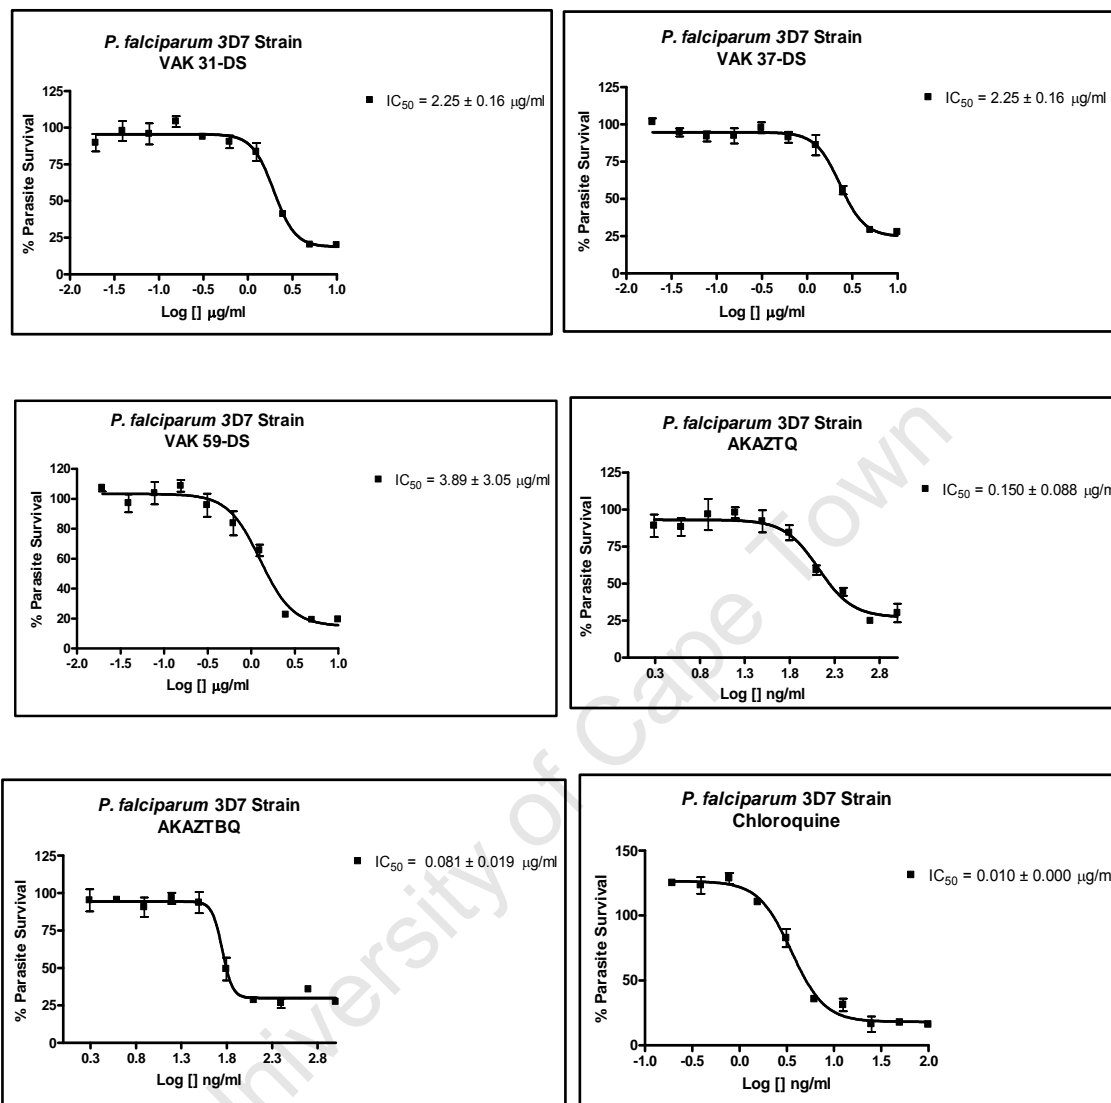 P. falciparum 3D7 Strain
VAK 31-DS
IC50 = 2.25 ± 0.16 µg/ml
% Parasite Survival
125
100
75
50
25
0
-2.0 -1.5 -1.0 -0.5 0.0 0.5 1.0
Log [] µg/ml
P. falciparum 3D7 Strain
VAK 37-DS
IC50 = 2.25 ± 0.16 µg/ml
% Parasite Survival
125
100
75
50
25
0
-2.0 -1.5 -1.0 -0.5 0.0 0.5 1.0
Log [] µg/ml
P. falciparum 3D7 Strain
VAK 59-DS
IC50 = 3.89 ± 3.05 µg/ml
% Parasite Survival
120
100
80
60
40
20
0
-2.0 -1.5 -1.0 -0.5 0.0 0.5 1.0
Log [] µg/ml
P. falciparum 3D7 Strain
AKAZTQ
IC50 = 0.150 ± 0.088 µg/m
% Parasite Survival
125
100
75
50
25
0
0.3 0.8 1.3 1.8 2.3 2.8
Log [] ng/ml
P. falciparum 3D7 Strain
AKAZTBQ
IC50 = 0.081 ± 0.019 µg/ml
% Parasite Survival
125
100
75
50
25
0
0.3 0.8 1.3 1.8 2.3 2.8
Log [] ng/ml
P. falciparum 3D7 Strain
Chloroquine
IC50 = 0.010 ± 0.000 µg/m
% Parasite Survival
150
100
50
0
-1.0 -0.5 0.0 0.5 1.0 1.5 2.0
Log [] ng/ml
University of Cape Town